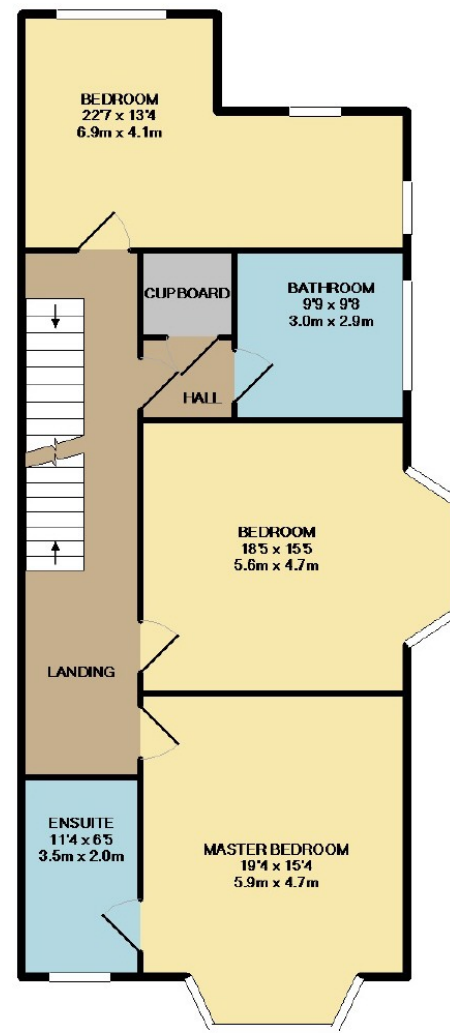 BEDROOM
22'7 x 13'4
6.9m x 4.1m
CUPBOARD
BATHROOM
9'9 x 9'8
3.0m x 2.9m
HALL
BEDROOM
18'5 x 15'5
5.6m x 4.7m
LANDING
ENSUITE
11'4 x 6'5
3.5m x 2.0m
MASTER BEDROOM
19'4 x 15'4
5.9m x 4.7m